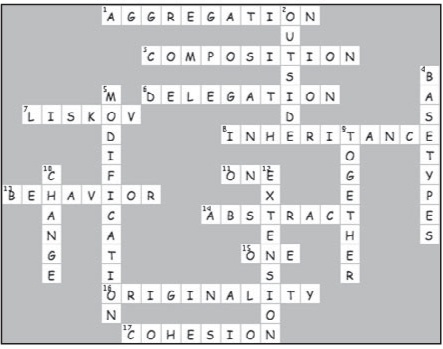 1 AGGREGATION
2 OUTSIDE
3 COMPOSITION
4 BASETYPES
5 MODIFICATION
6 DELEGATION
7 LISKOV
8 INHERITANCE
9 TOGETHER
10 CHANGE
11 ONE
12 EXTENSION
13 BEHAVIOR
14 ABSTRACT
15 ONE
16 ORIGINALITY
17 COHESION